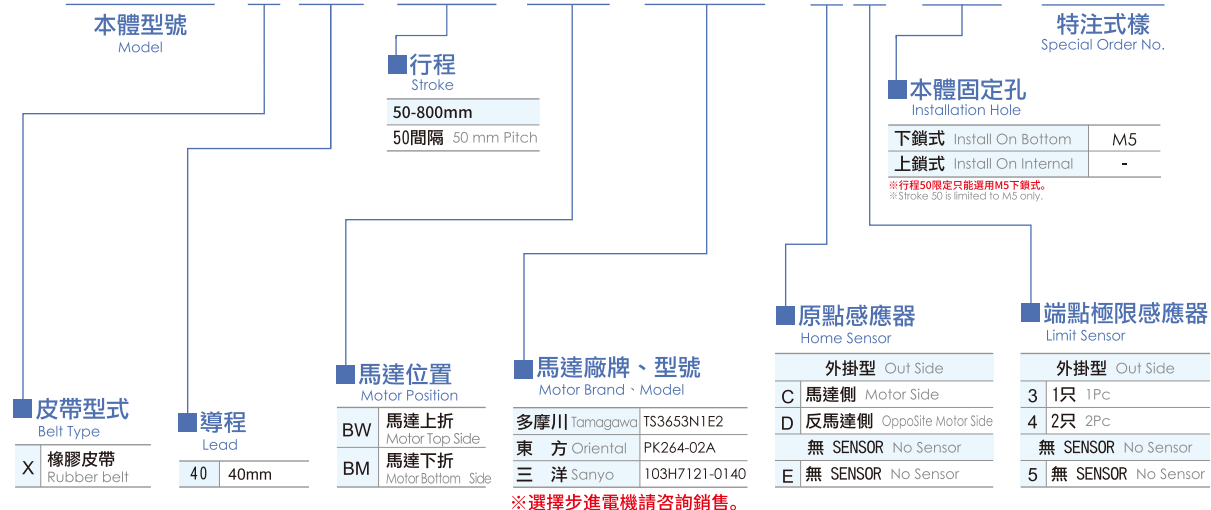 本體型號
Model
特注式樣
Special Order No.
行程
Stroke
50-800mm
50間隔 50 mm Pitch
本體固定孔
Installation Hole
下鎖式 Install On Bottom M5
上鎖式 Install On Internal -
※行程50限定只能選用M5下鎖式。
※Stroke 50 is limited to M5 only.
皮帶型式
Belt Type
X 橡膠皮帶
Rubber belt
導程
Lead
40 40mm
馬達位置
Motor Position
BW 馬達上折
Motor Top Side
BM 馬達下折
Motor Bottom Side
馬達廠牌、型號
Motor Brand、Model
多摩川 Tamagawa TS3653N1E2
東 方 Oriental PK264-02A
三 洋 Sanyo 103H7121-0140
※選擇步進電機請咨詢銷售。
原點感應器
Home Sensor
外掛型 Out Side
C 馬達側 Motor Side
D 反馬達側 OppoSite Motor Side
無 SENSOR No Sensor
E 無 SENSOR No Sensor
端點極限感應器
Limit Sensor
外掛型 Out Side
3 1只 1Pc
4 2只 2Pc
無 SENSOR No Sensor
5 無 SENSOR No Sensor